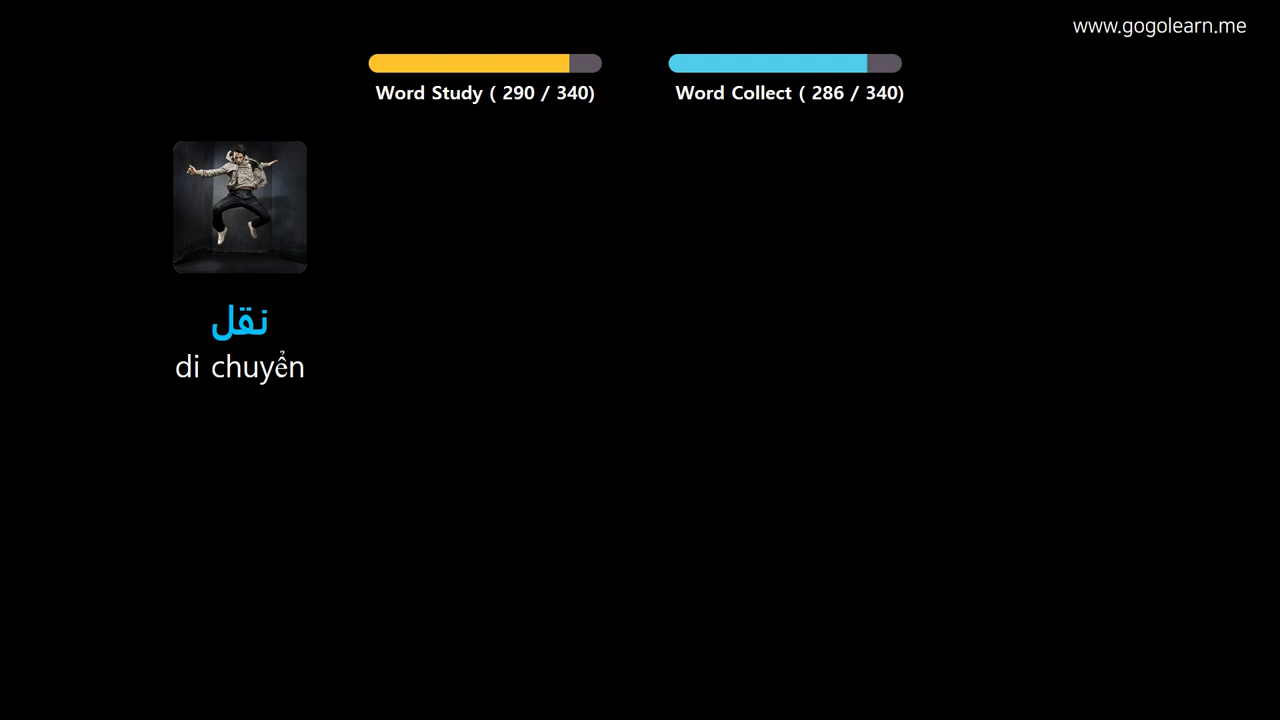 www.gogolearn.me
Word Study ( 290 / 340)
Word Collect ( 286 / 340)
نقل
di chuyển